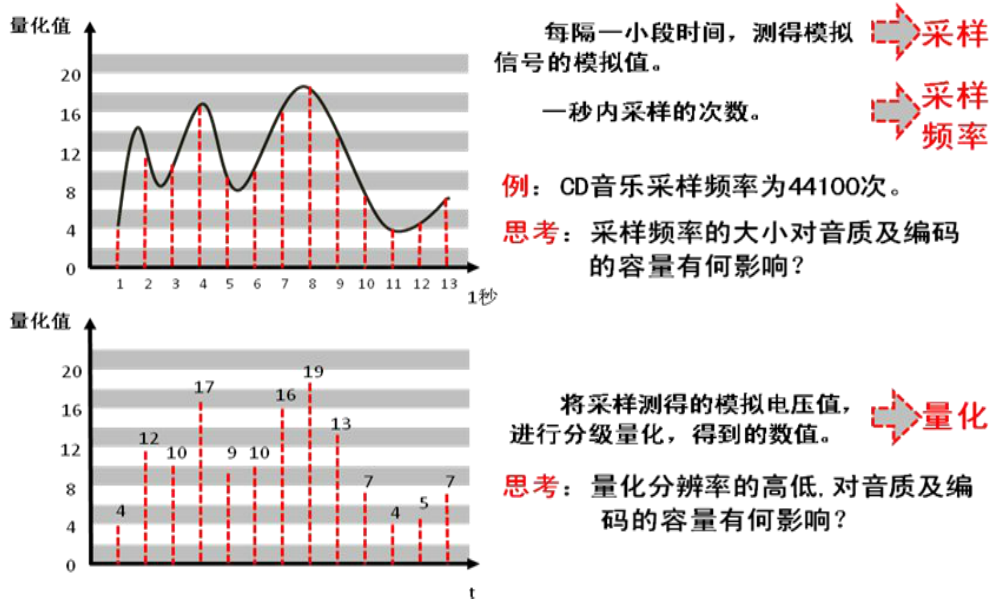 量化值
20
16
12
8
4
0
1 2 3 4 5 6 7 8 9 10 11 12 13
1秒
每隔一小段时间，测得模拟
信号的模拟值。
采样
一秒内采样的次数。
采样
频率
例：CD音乐采样频率为44100次。
思考：采样频率的大小对音质及编码
的容量有何影响？
量化值
20
16
12
8
4
0
4 12 10 17 9 10 16 19 13 7 4 5 7
t
将采样测得的模拟电压值，
进行分级量化，得到的数值。
量化
思考：量化分辨率的高低，对音质及编
码的容量有何影响？